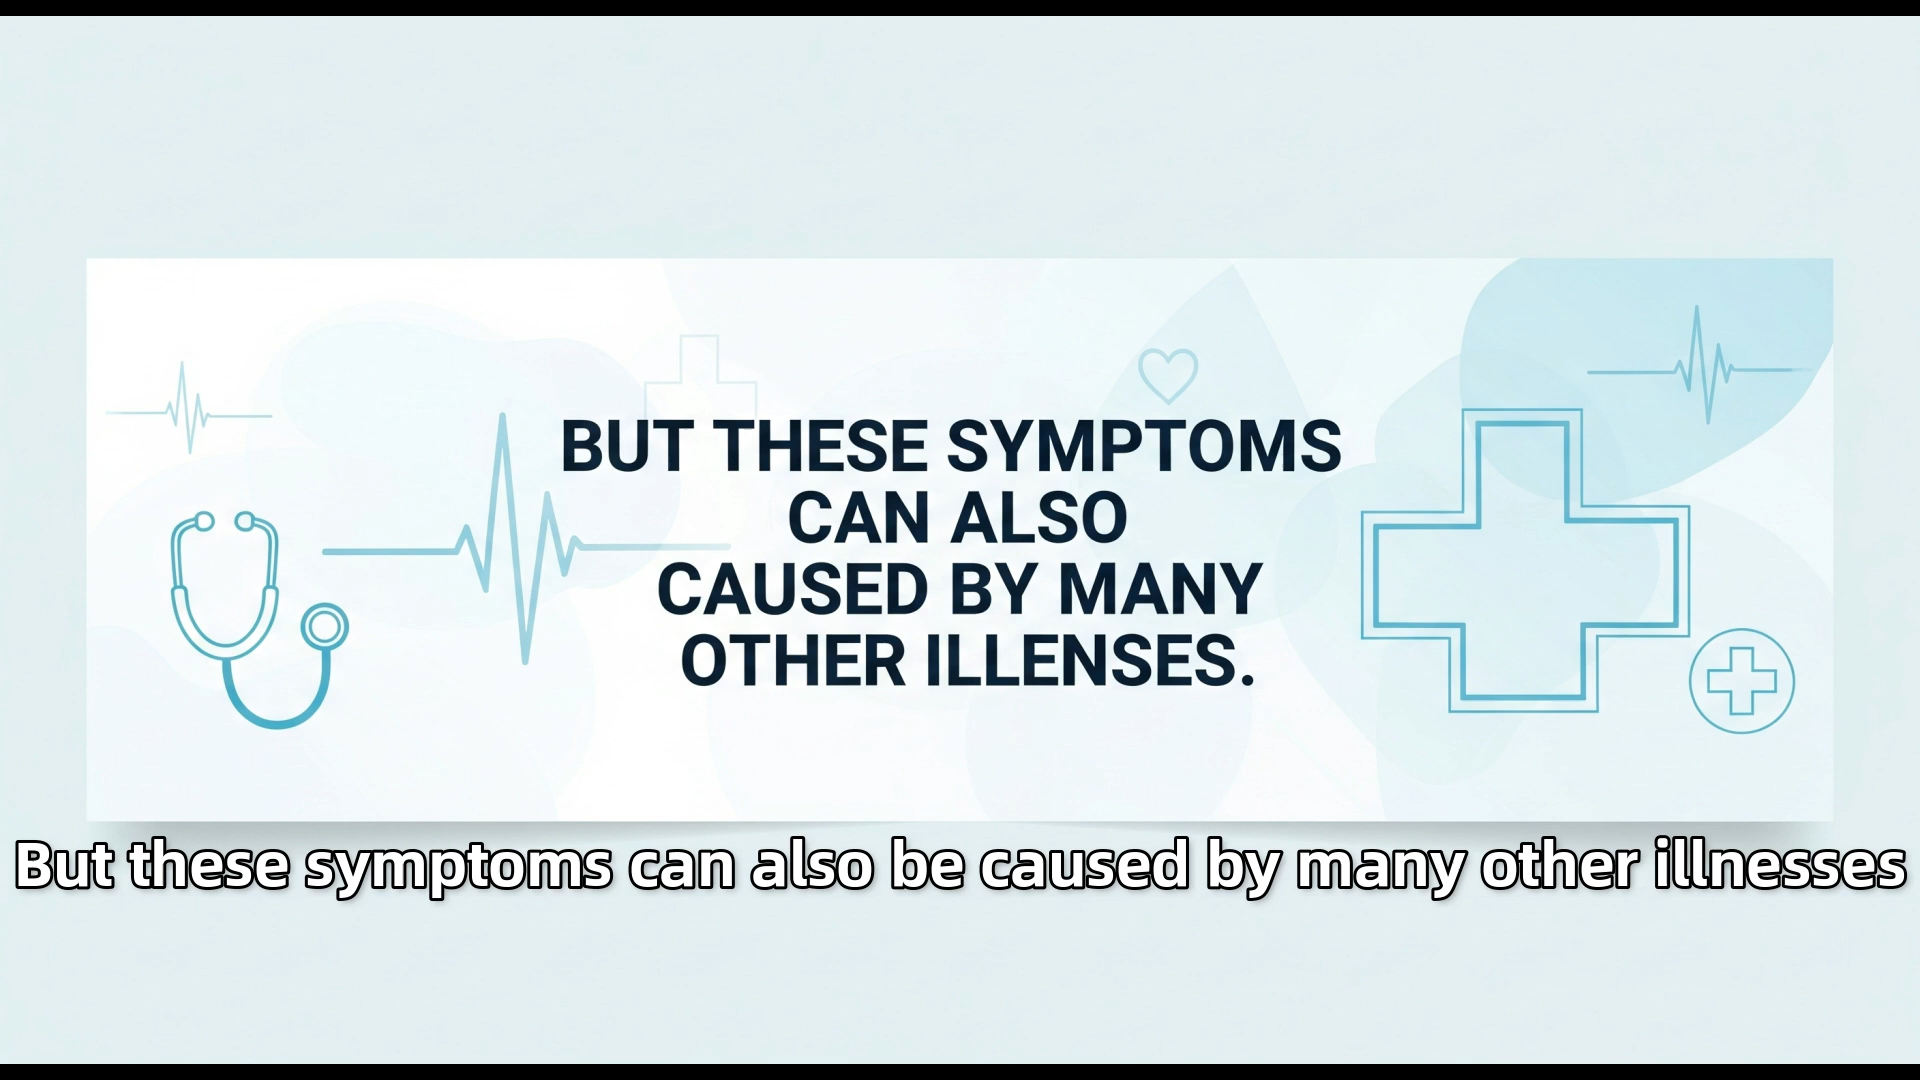 BUT THESE SYMPTOMS
CAN ALSO
CAUSED BY MANY
OTHER ILLENSES.
But these symptoms can also be caused by many other illnesses